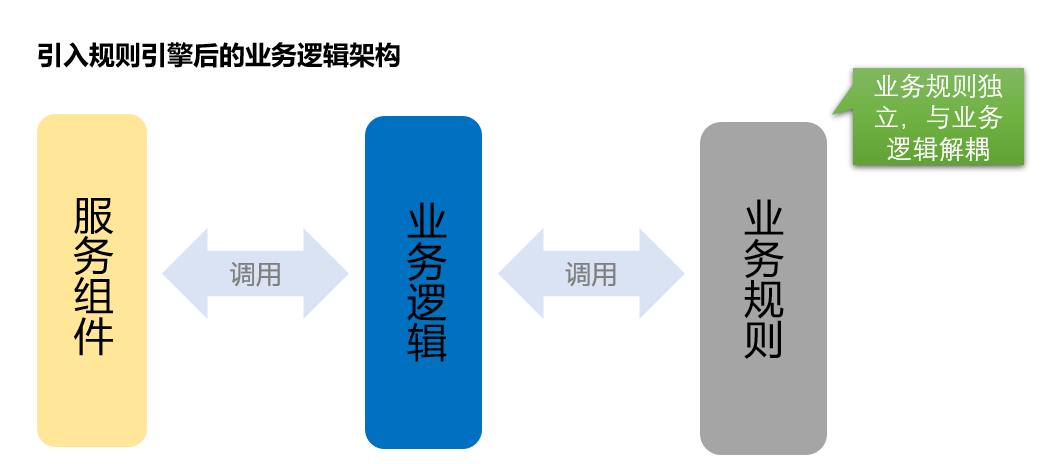 引入规则引擎后的业务逻辑架构
业务规则独
立，与业务
逻辑解耦
服务组件
调用
业务逻辑
调用
业务规则